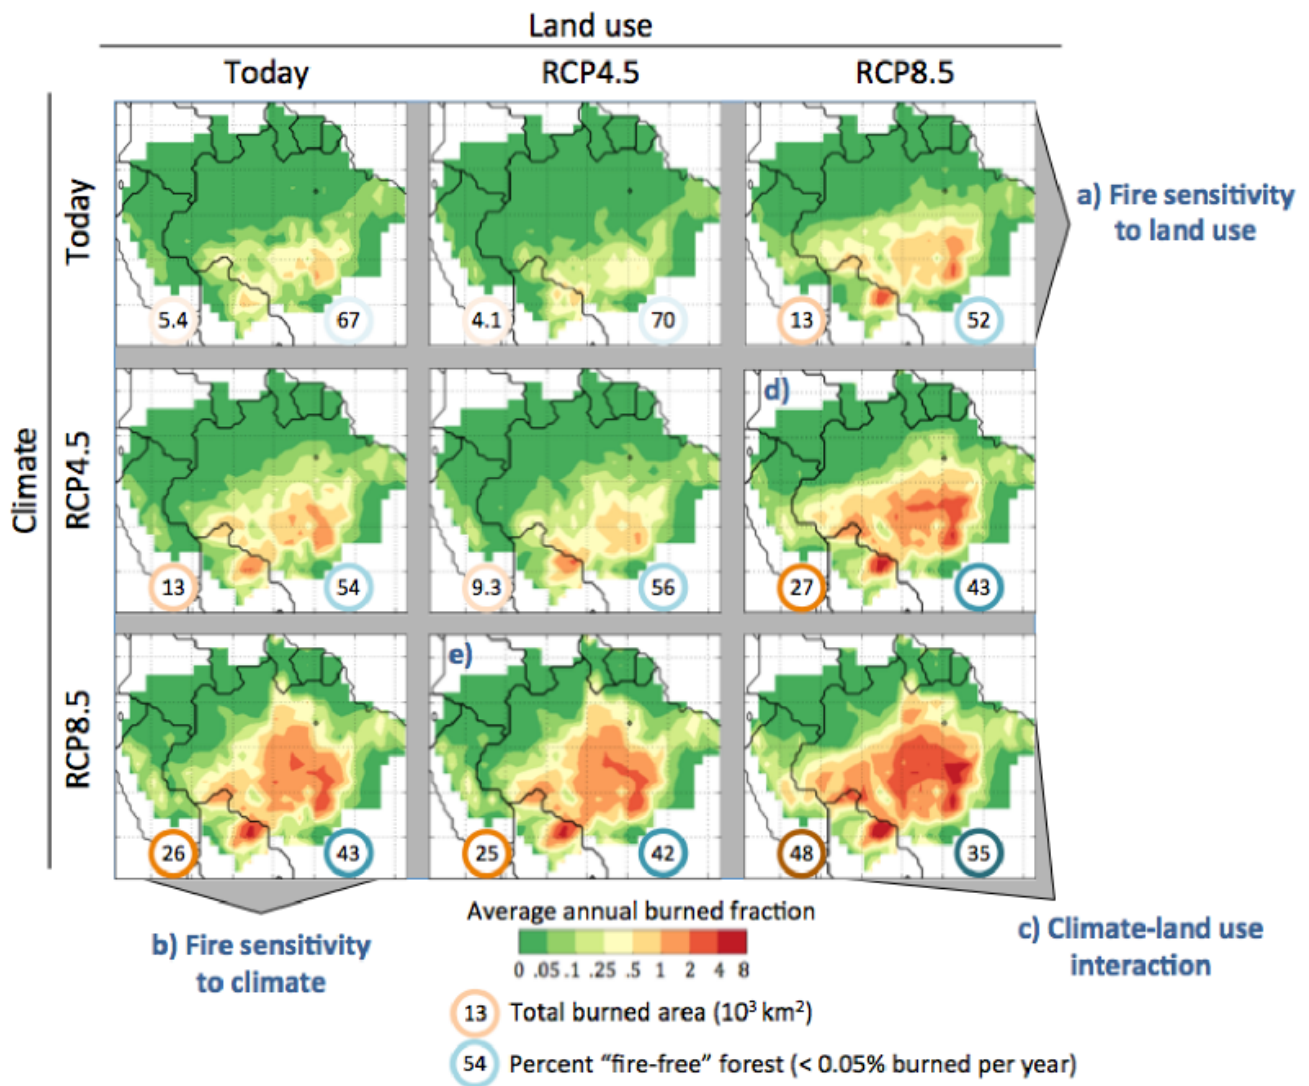 Land use
Today RCP4.5 RCP8.5
Climate
Today
5.4 67 4.1 70 13 52
a) Fire sensitivity
to land use
RCP4.5
d)
13 54 9.3 56 27 43
RCP8.5
e)
26 43 25 42 48 35
b) Fire sensitivity
to climate
c) Climate-land use
interaction
Average annual burned fraction
0 .05 .1 .25 .5 1 2 4 8
13 Total burned area (10³ km²)
54 Percent “fire-free” forest (< 0.05% burned per year)